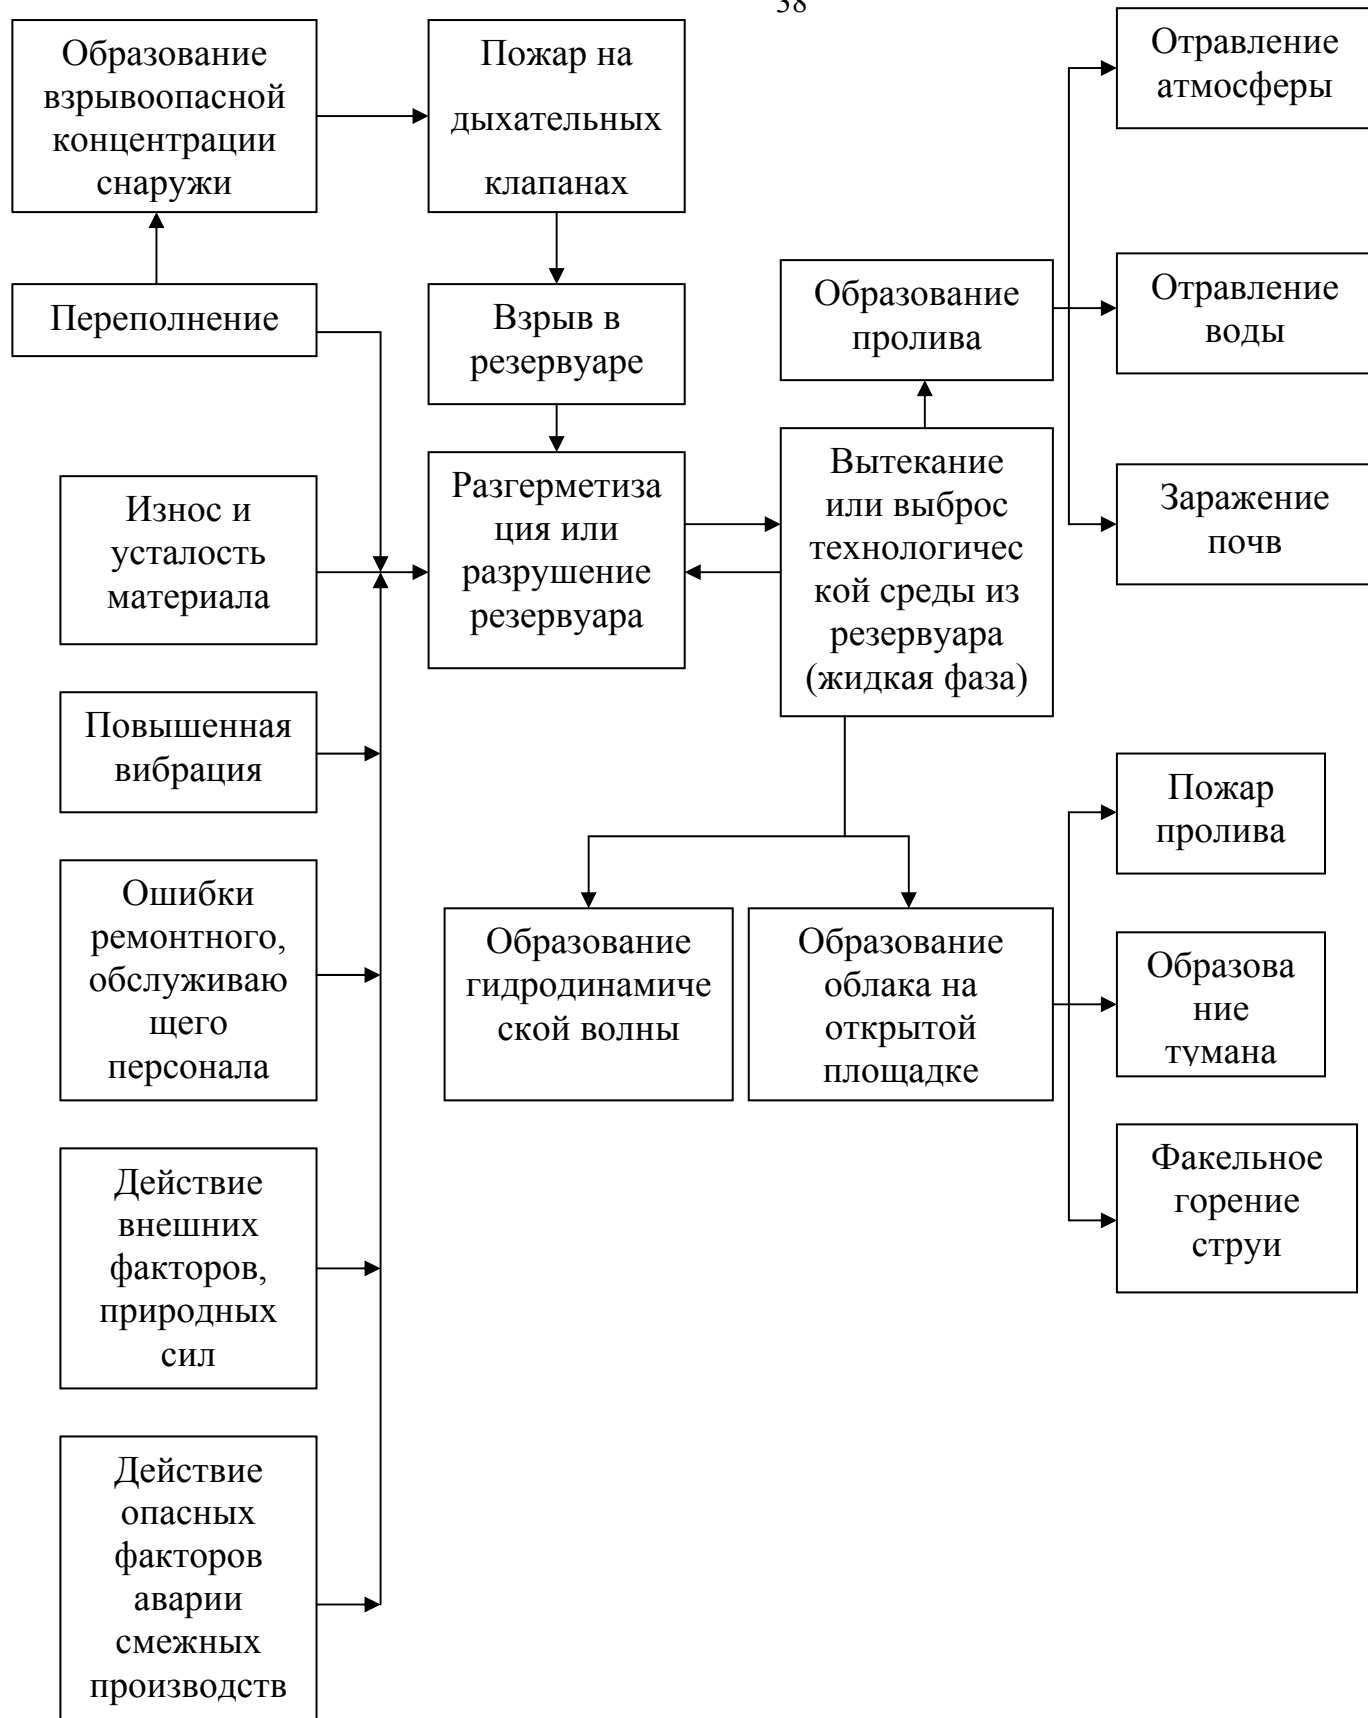 38
Образование
взрывоопасной
концентрации
снаружи
Пожар на
дыхательных
клапанах
Отравление
атмосферы
Переполнение
Взрыв в
резервуаре
Образование
пролива
Отравление
воды
Износ и
усталость
материала
Разгерметиза
ция или
разрушение
резервуара
Вытекание
или выброс
технологичес
кой среды из
резервуара
(жидкая фаза)
Заражение
почв
Повышенная
вибрация
Пожар
пролива
Ошибки
ремонтного,
обслуживаю
щего
персонала
Образование
гидродинамиче
ской волны
Образование
облака на
открытой
площадке
Образова
ние
тумана
Действие
внешних
факторов,
природных
сил
Факельное
горение
струи
Действие
опасных
факторов
аварии
смежных
производств